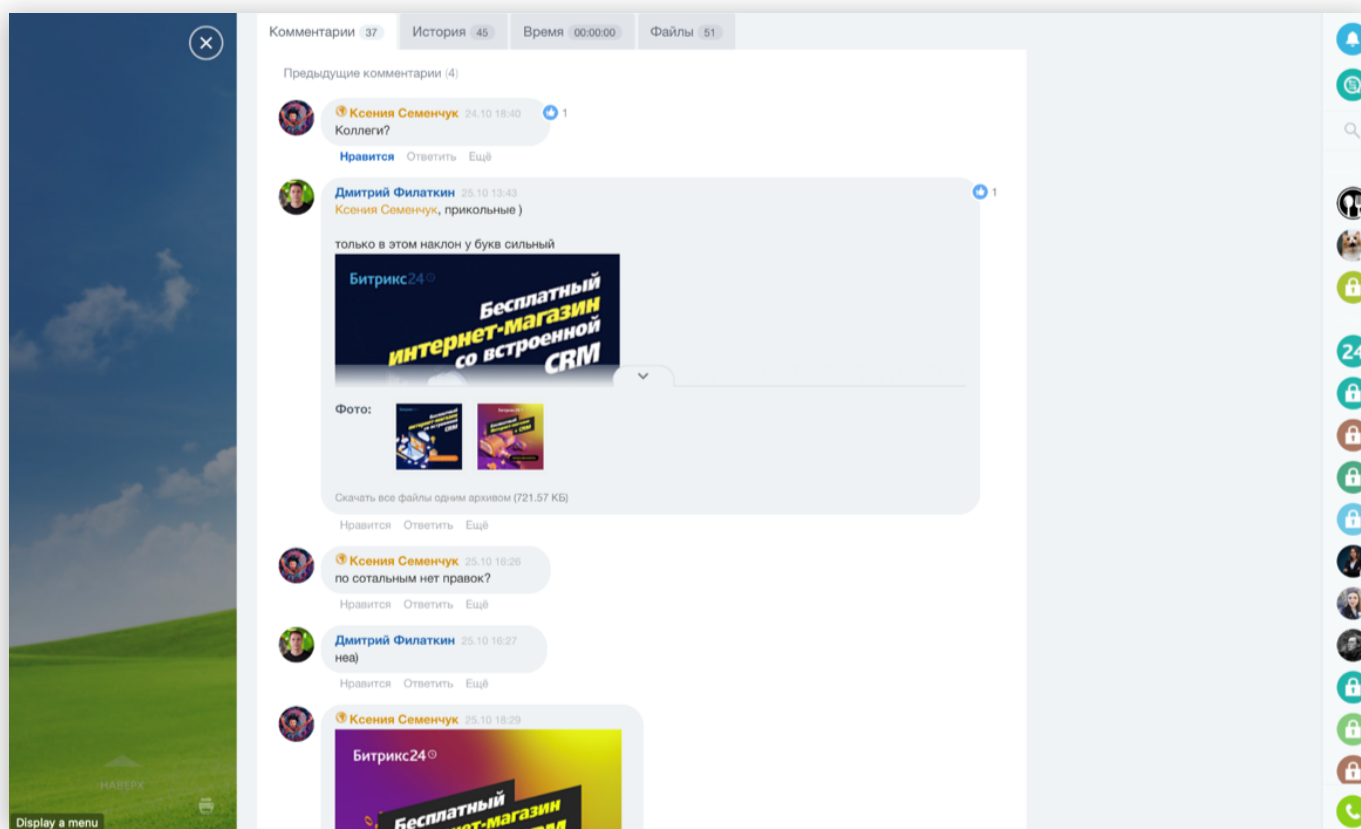 Комментарии 37 История 45 Время 00:00:00 Файлы 51
Предыдущие комментарии (4)
Ксения Семенчук 24.10 18:40 1
Коллеги?
Нравится Ответить Ещё
Дмитрий Филаткин 25.10 13:43 1
Ксения Семенчук, прикольные )
только в этом наклон у букв сильный
Битрикс24
Бесплатный
интернет-магазин
со встроенной
CRM
Фото:
Скачать все файлы одним архивом (721.57 КБ)
Нравится Ответить Ещё
Ксения Семенчук 25.10 16:26
по сотальным нет правок?
Нравится Ответить Ещё
Дмитрий Филаткин 25.10 16:27
неа)
Нравится Ответить Ещё
Ксения Семенчук 25.10 18:29
Битрикс24
Бесплатный
нет-магазин
НАВЕРХ
Display a menu
24